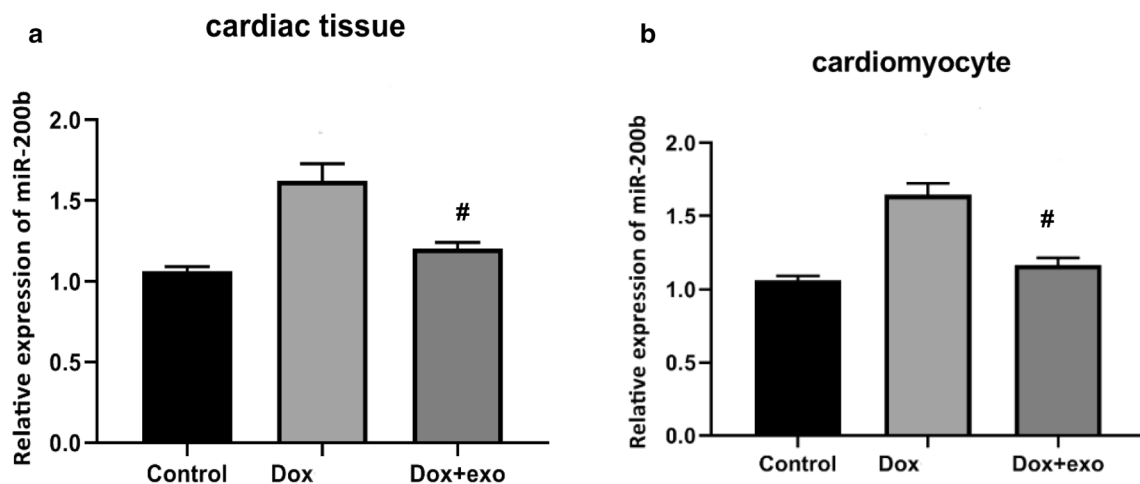 a
cardiac tissue
Relative expression of miR-200b
2.0
1.5
1.0
0.5
0.0
#
Control Dox Dox+exo
b
cardiomyocyte
Relative expression of miR-200b
2.0
1.5
1.0
0.5
0.0
#
Control Dox Dox+exo